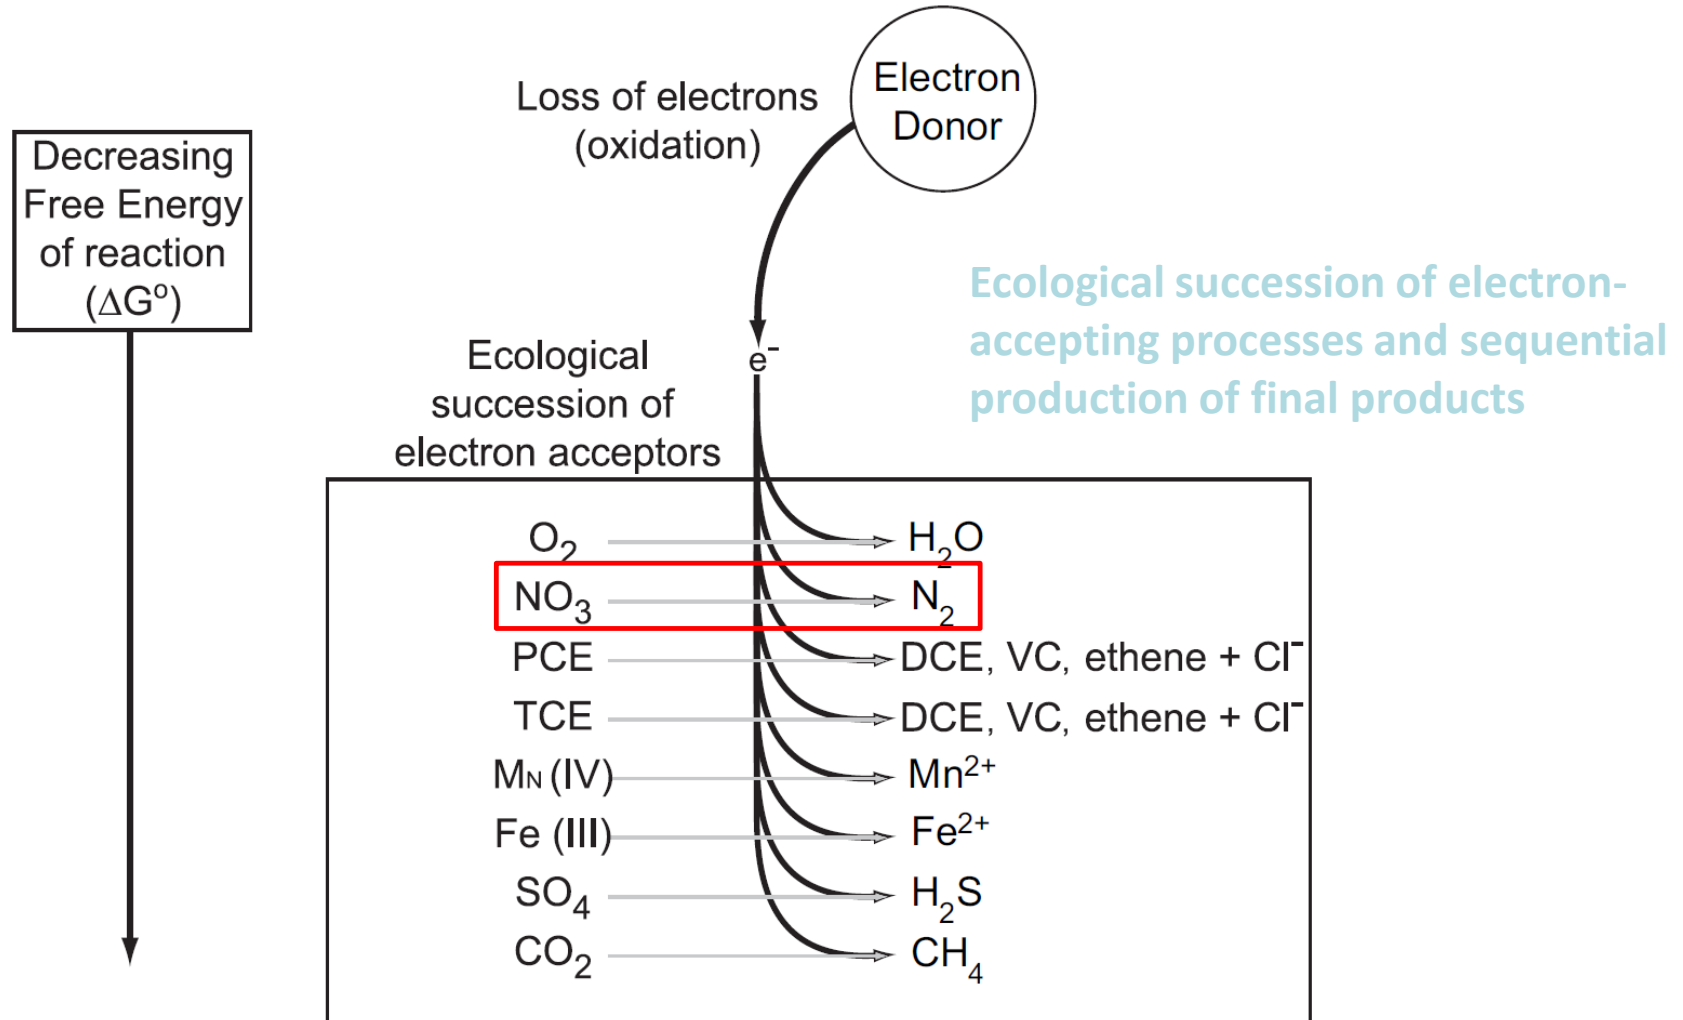 Electron
Donor
Loss of electrons
(oxidation)
Decreasing
Free Energy
of reaction
(ΔG°)
Ecological succession of electron-
accepting processes and sequential
production of final products
e⁻
Ecological
succession of
electron acceptors
O₂ H₂O
NO₃ N₂
PCE DCE, VC, ethene + Cl⁻
TCE DCE, VC, ethene + Cl⁻
MN (IV) Mn²⁺
Fe (III) Fe²⁺
SO₄ H₂S
CO₂ CH₄